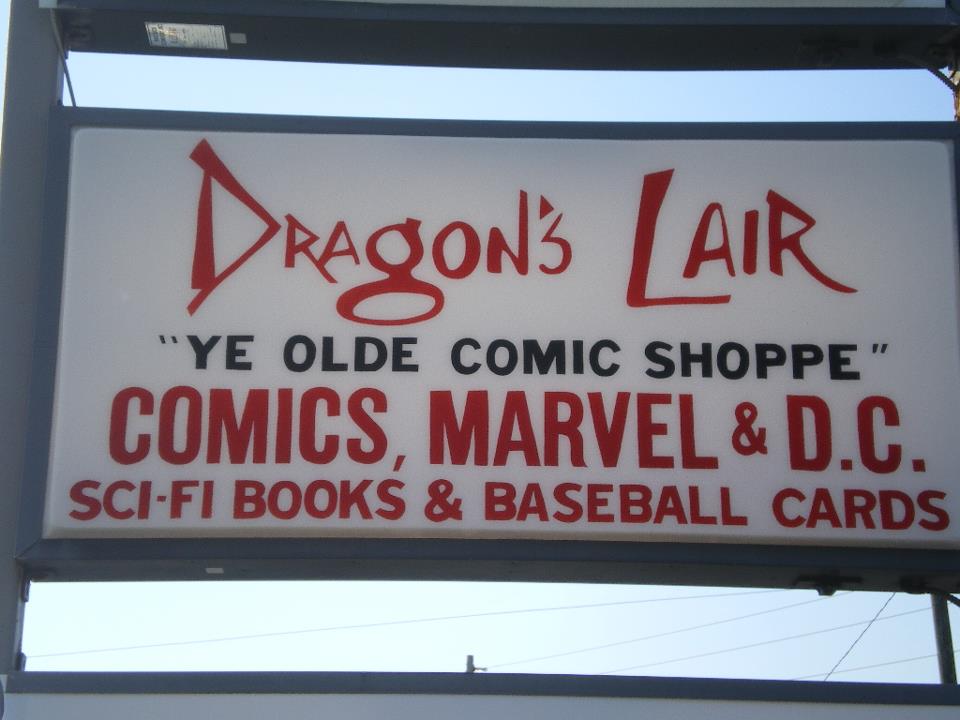 Dragon's Lair
"YE OLDE COMIC SHOPPE"
COMICS, MARVEL & D.C.
SCI-FI BOOKS & BASEBALL CARDS